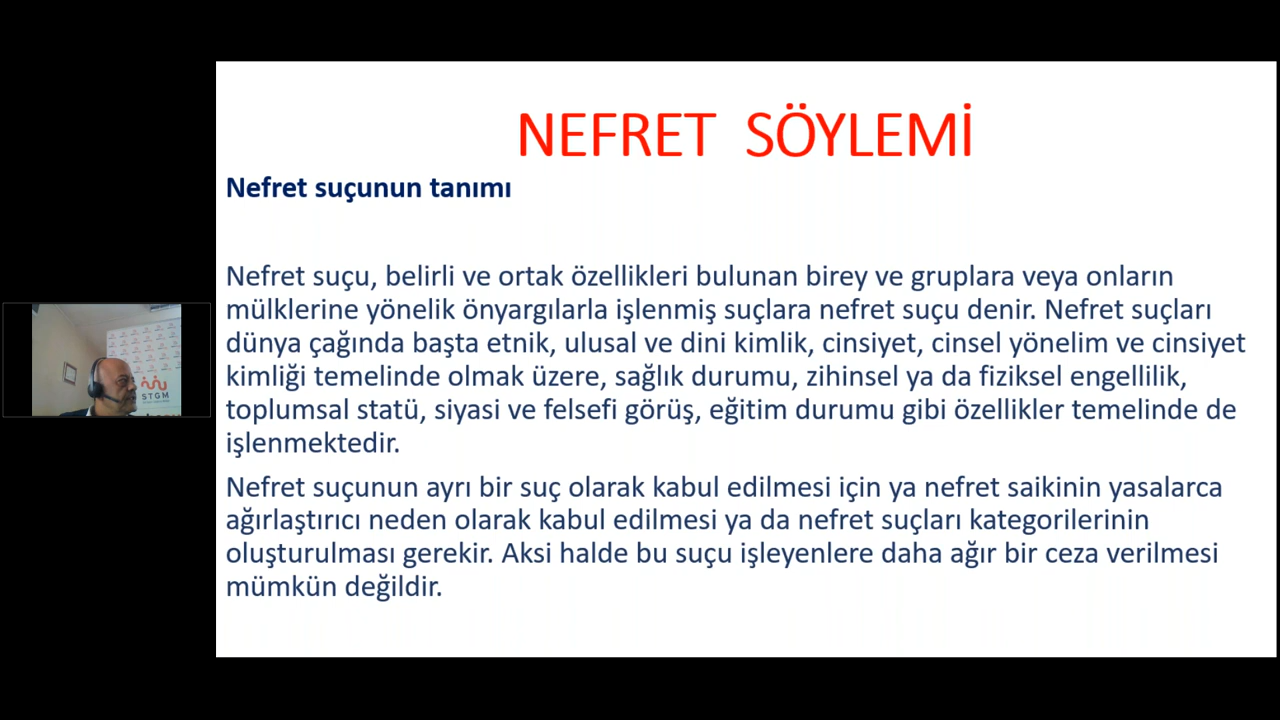 NEFRET SÖYLEMİ
Nefret suçunun tanımı
Nefret suçu, belirli ve ortak özellikleri bulunan birey ve gruplara veya onların
mülklerine yönelik önyargılarla işlenmiş suçlara nefret suçu denir. Nefret suçları
dünya çağında başta etnik, ulusal ve dini kimlik, cinsiyet, cinsel yönelim ve cinsiyet
kimliği temelinde olmak üzere, sağlık durumu, zihinsel ya da fiziksel engellilik,
toplumsal statü, siyasi ve felsefi görüş, eğitim durumu gibi özellikler temelinde de
işlenmektedir.
Nefret suçunun ayrı bir suç olarak kabul edilmesi için ya nefret saikinin yasalarca
ağırlaştırıcı neden olarak kabul edilmesi ya da nefret suçları kategorilerinin
oluşturulması gerekir. Aksi halde bu suçu işleyenlere daha ağır bir ceza verilmesi
mümkün değildir.
STGM